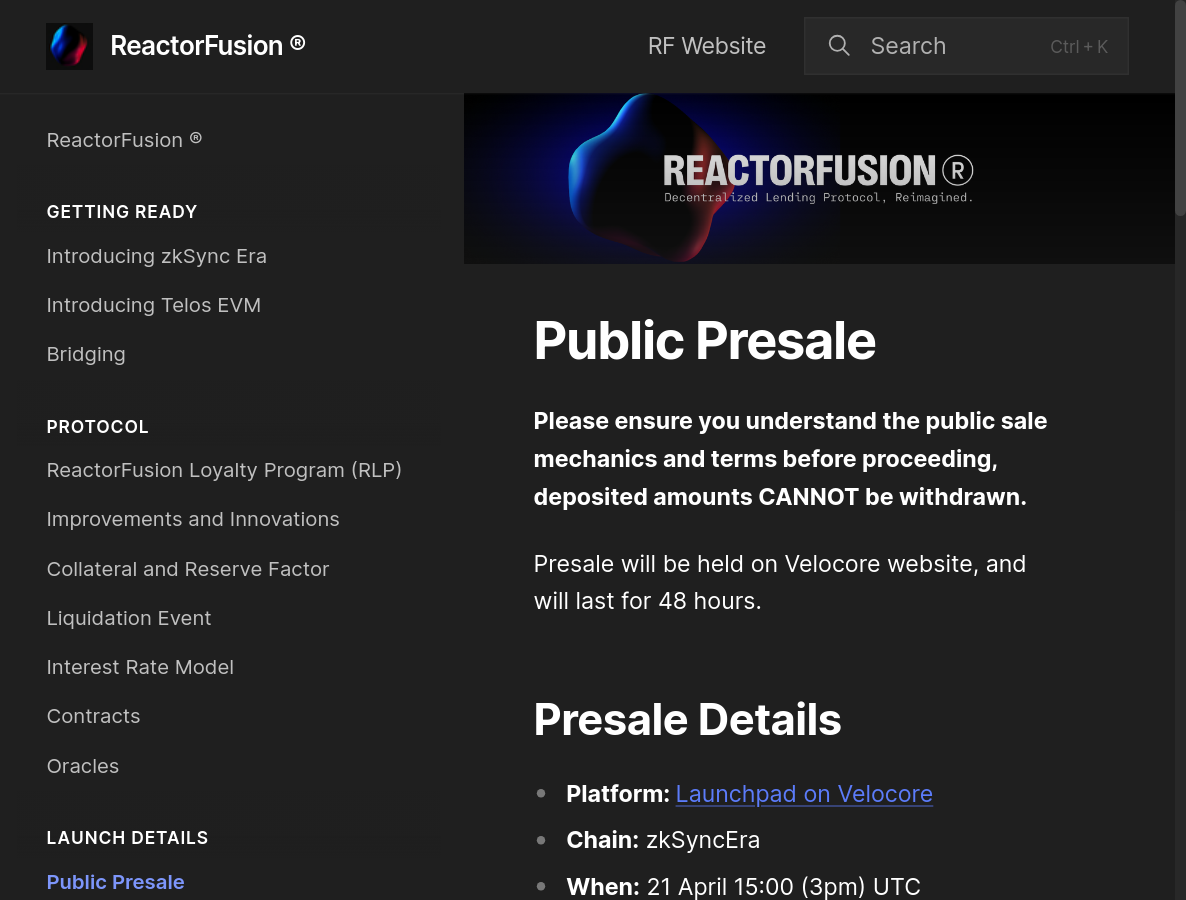 ReactorFusion ®
RF Website
Search
Ctrl + K
ReactorFusion ®
GETTING READY
Introducing zkSync Era
Introducing Telos EVM
Bridging
PROTOCOL
ReactorFusion Loyalty Program (RLP)
Improvements and Innovations
Collateral and Reserve Factor
Liquidation Event
Interest Rate Model
Contracts
Oracles
LAUNCH DETAILS
Public Presale
REACTORFUSION®
Decentralized Lending Protocol, Reimagined.
Public Presale
Please ensure you understand the public sale
mechanics and terms before proceeding,
deposited amounts CANNOT be withdrawn.
Presale will be held on Velocore website, and
will last for 48 hours.
Presale Details
Platform: Launchpad on Velocore
Chain: zkSyncEra
When: 21 April 15:00 (3pm) UTC